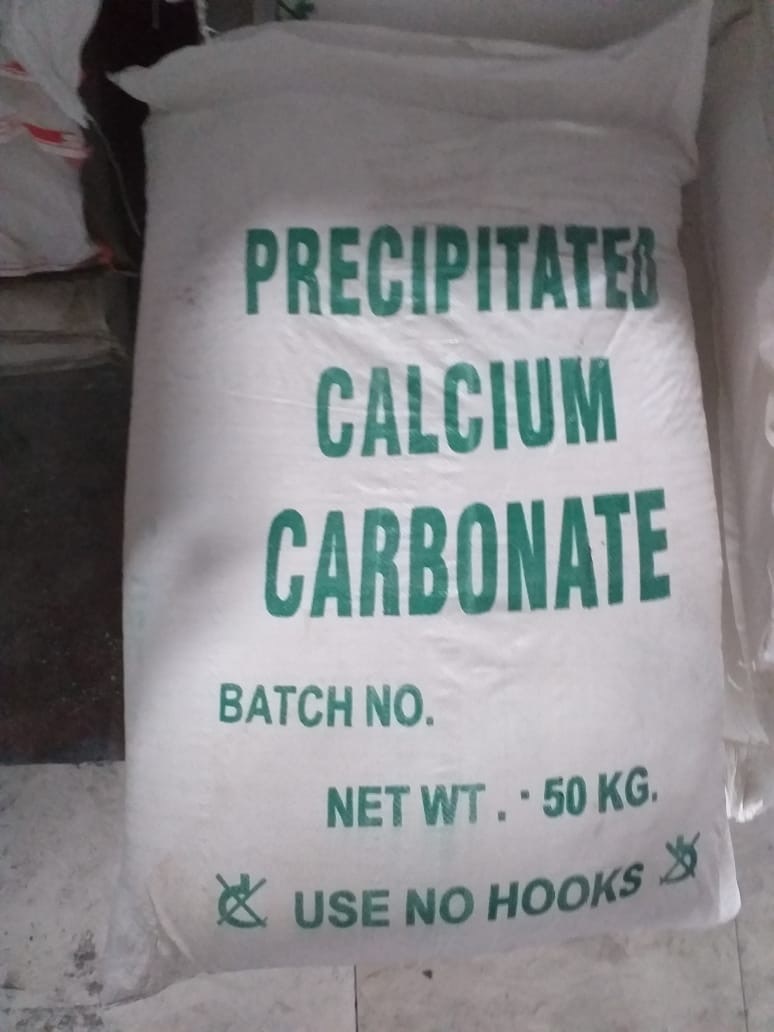 PRECIPITATED
CALCIUM
CARBONATE
BATCH NO.
NET WT. : 50 KG.
USE NO HOOKS